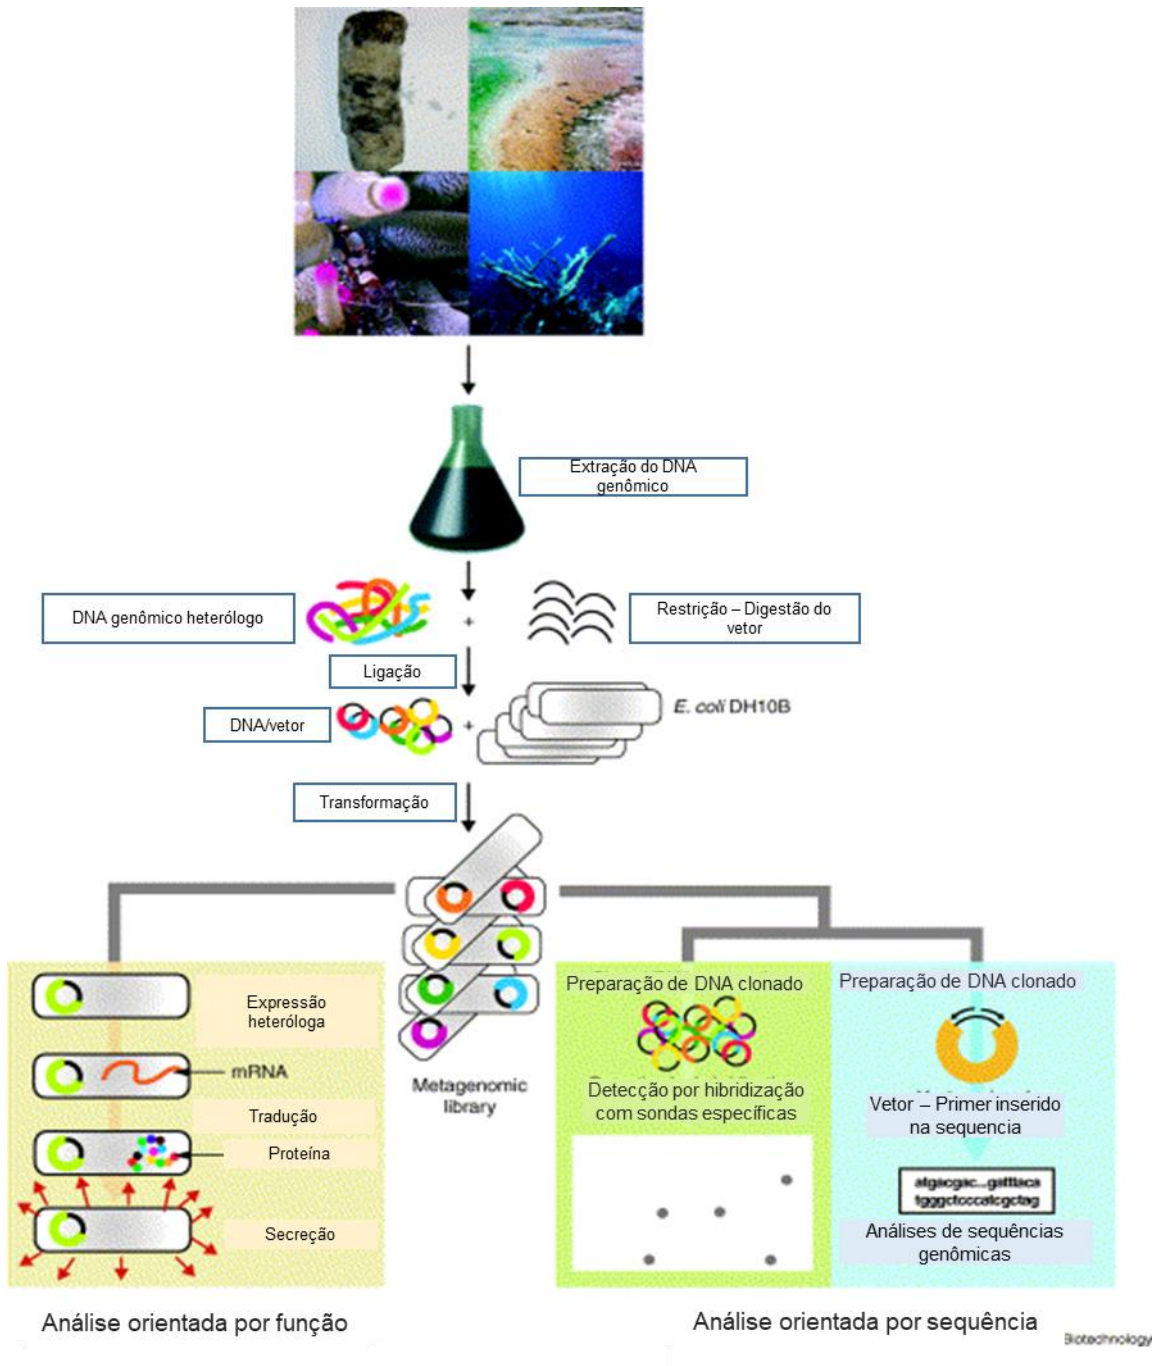 Extração do DNA
genômico
DNA genômico heterólogo
+
Restrição – Digestão do
vetor
Ligação
DNA/vetor
+
E. coli DH10B
Transformação
Metagenomic
library
Expressão
heteróloga
mRNA
Tradução
Proteína
Secreção
Preparação de DNA clonado
Detecção por hibridização
com sondas específicas
Preparação de DNA clonado
Vetor – Primer inserido
na sequencia
atgacgac...gatttaca
tgggctcccatcgctag
Análises de sequências
genômicas
Análise orientada por função
Análise orientada por sequência
Biotechnology